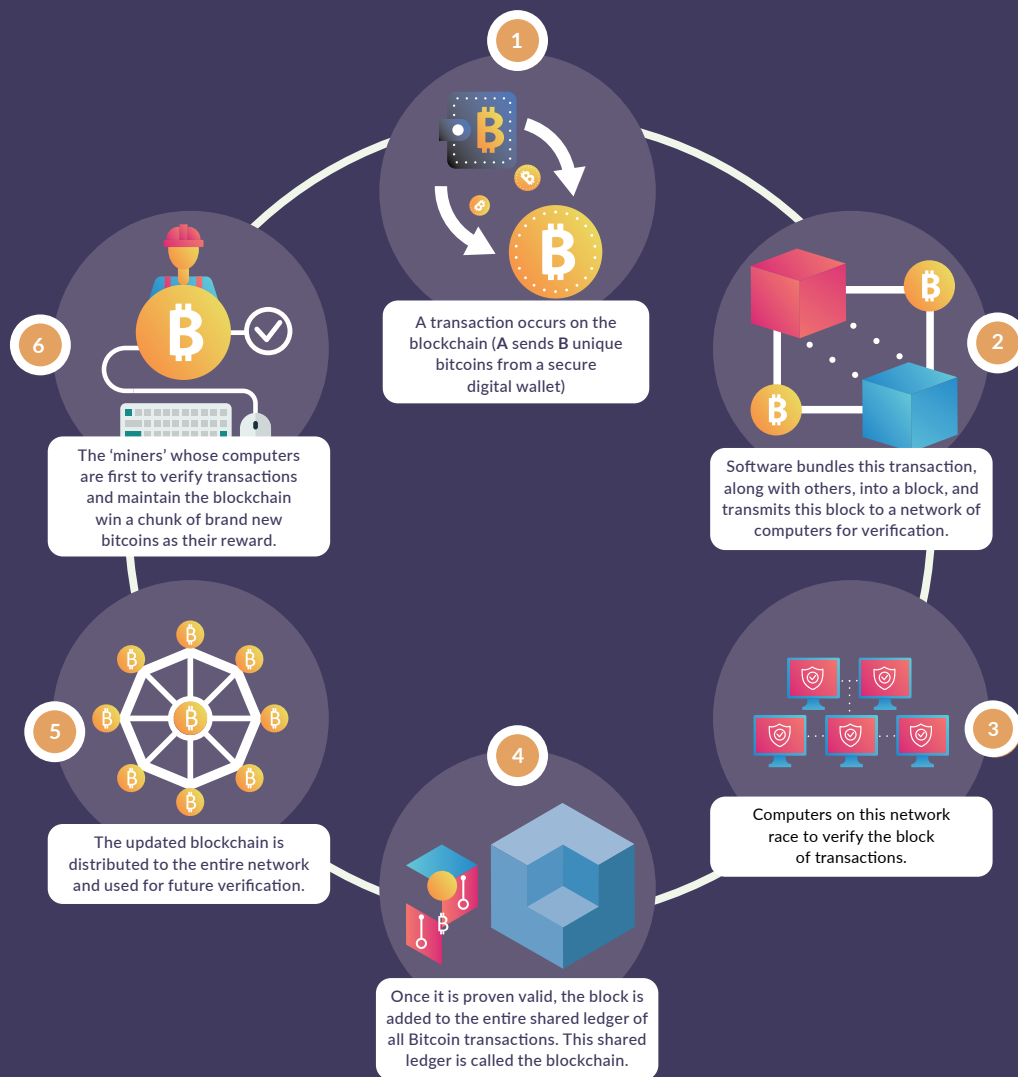 1
A transaction occurs on the
blockchain (A sends B unique
bitcoins from a secure
digital wallet)
2
Software bundles this transaction,
along with others, into a block, and
transmits this block to a network of
computers for verification.
3
Computers on this network
race to verify the block
of transactions.
4
Once it is proven valid, the block is
added to the entire shared ledger of
all Bitcoin transactions. This shared
ledger is called the blockchain.
5
The updated blockchain is
distributed to the entire network
and used for future verification.
6
The ‘miners’ whose computers
are first to verify transactions
and maintain the blockchain
win a chunk of brand new
bitcoins as their reward.